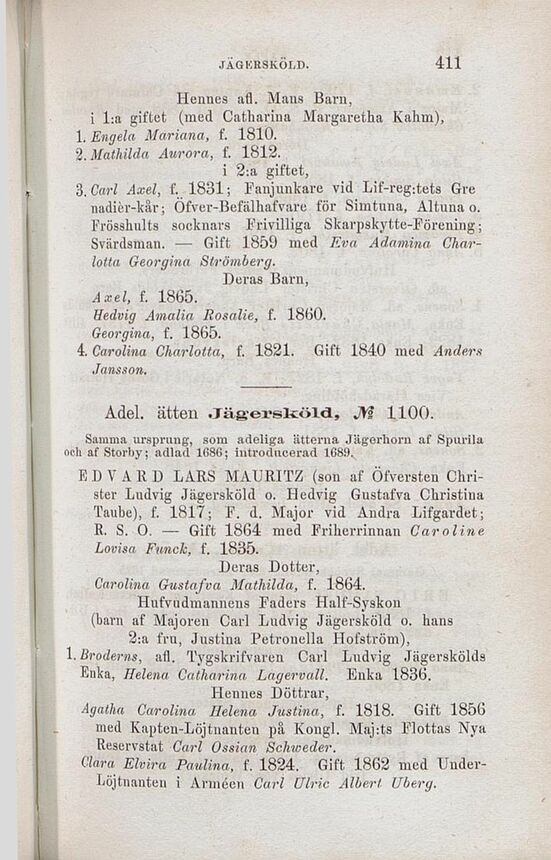 JÄGERSKÖLD. 411
Hennes afl. Mans Barn,
i 1:a giftet (med Catharina Margaretha Kahm),
1. Engela Mariana, f. 1810.
2. Mathilda Aurora, f. 1812.
i 2:a giftet,
3. Carl Axel, f. 1831; Fanjunkare vid Lif-reg:tets Gre
nadièr-kår; Öfver-Befälhafvare för Simtuna, Altuna o.
Frösshults socknars Frivilliga Skarpskytte-Förening;
Svärdsman. — Gift 1859 med Eva Adamina Char-
lotta Georgina Strömberg.
Deras Barn,
Axel, f. 1865.
Hedvig Amalia Rosalie, f. 1860.
Georgina, f. 1865.
4. Carolina Charlotta, f. 1821. Gift 1840 med Anders
Jansson.
Adel. ätten Jägersköld, № 1100.
Samma ursprung, som adeliga ätterna Jägerhorn af Spurila
och af Storby; adlad 1686; introducerad 1689.
EDVARD LARS MAURITZ (son af Öfversten Chri-
ster Ludvig Jägersköld o. Hedvig Gustafva Christina
Taube), f. 1817; F. d. Major vid Andra Lifgardet;
R. S. O. — Gift 1864 med Friherrinnan Caroline
Lovisa Funck, f. 1835.
Deras Dotter,
Carolina Gustafva Mathilda, f. 1864.
Hufvudmannens Faders Half-Syskon
(barn af Majoren Carl Ludvig Jägersköld o. hans
2:a fru, Justina Petronella Hofström),
1. Broderns, afl. Tygskrifvaren Carl Ludvig Jägerskölds
Enka, Helena Catharina Lagervall. Enka 1836.
Hennes Döttrar,
Agatha Carolina Helena Justina, f. 1818. Gift 1856
med Kapten-Löjtnanten på Kongl. Maj:ts Flottas Nya
Reservstat Carl Ossian Schweder.
Clara Elvira Paulina, f. 1824. Gift 1862 med Under-
Löjtnanten i Arméen Carl Ulric Albert Uberg.